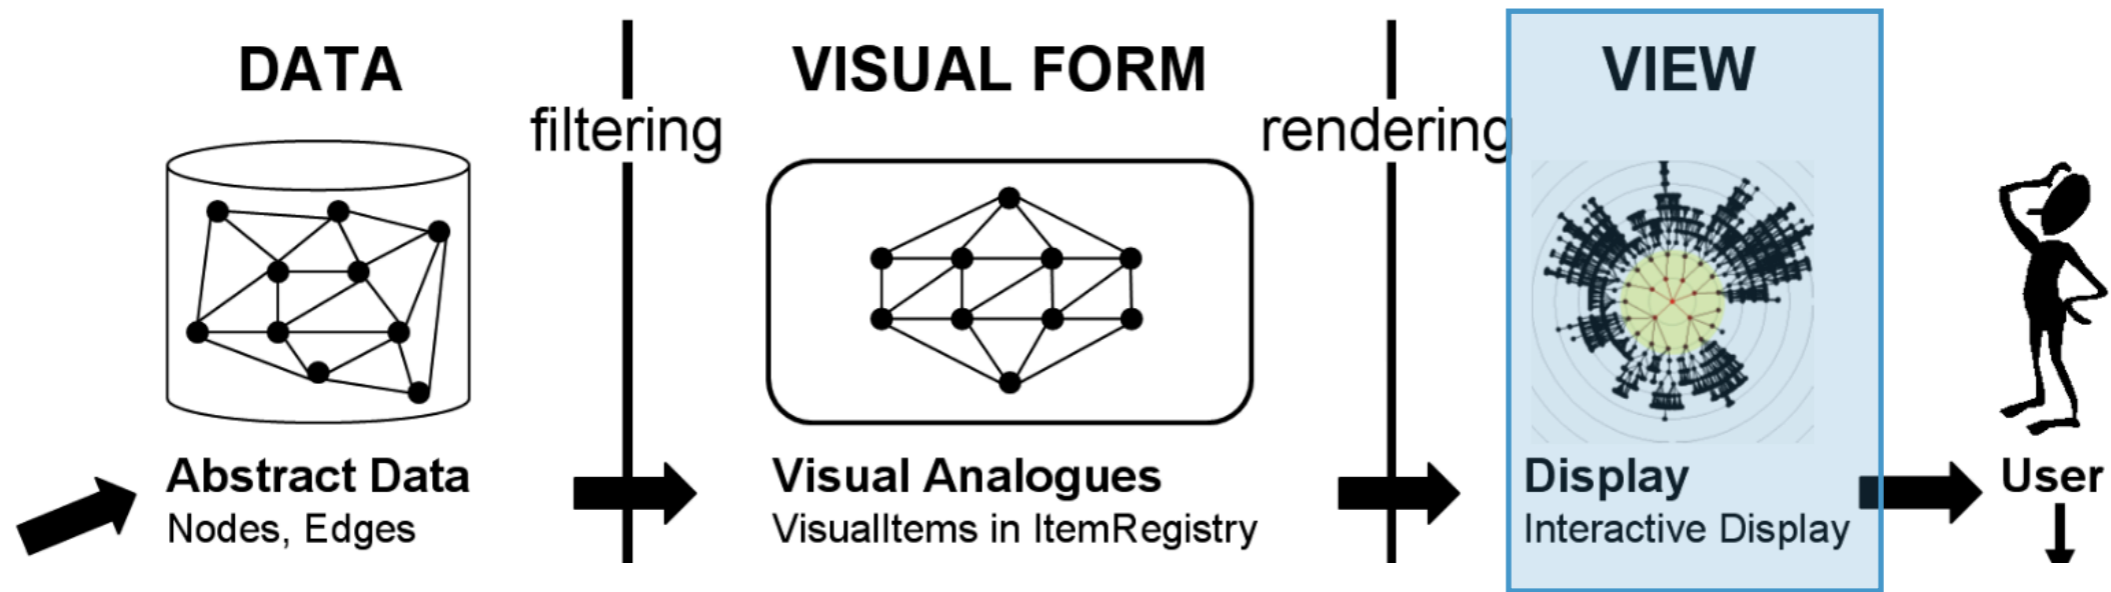 DATA
filtering
VISUAL FORM
rendering
VIEW
Abstract Data
Nodes, Edges
Visual Analogues
VisualItems in ItemRegistry
Display
Interactive Display
User